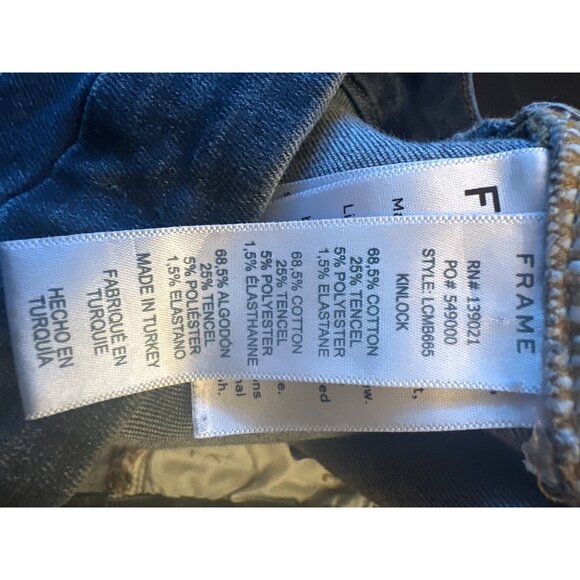 FRAME
RN# 139021
PO# 549000
STYLE: LCMB665
KINLOCK
68,5% COTTON
25% TENCEL
5% POLYESTER
1,5% ELASTANE
68,5% COTTON
25% TENCEL
5% POLYESTER
1,5% ELASTHANNE
68,5% ALGODÓN
25% TENCEL
5% POLIÉSTER
1,5% ELASTANO
MADE IN TURKEY
FABRIQUÉ EN
TURQUIE
HECHO EN
TURQUÍA